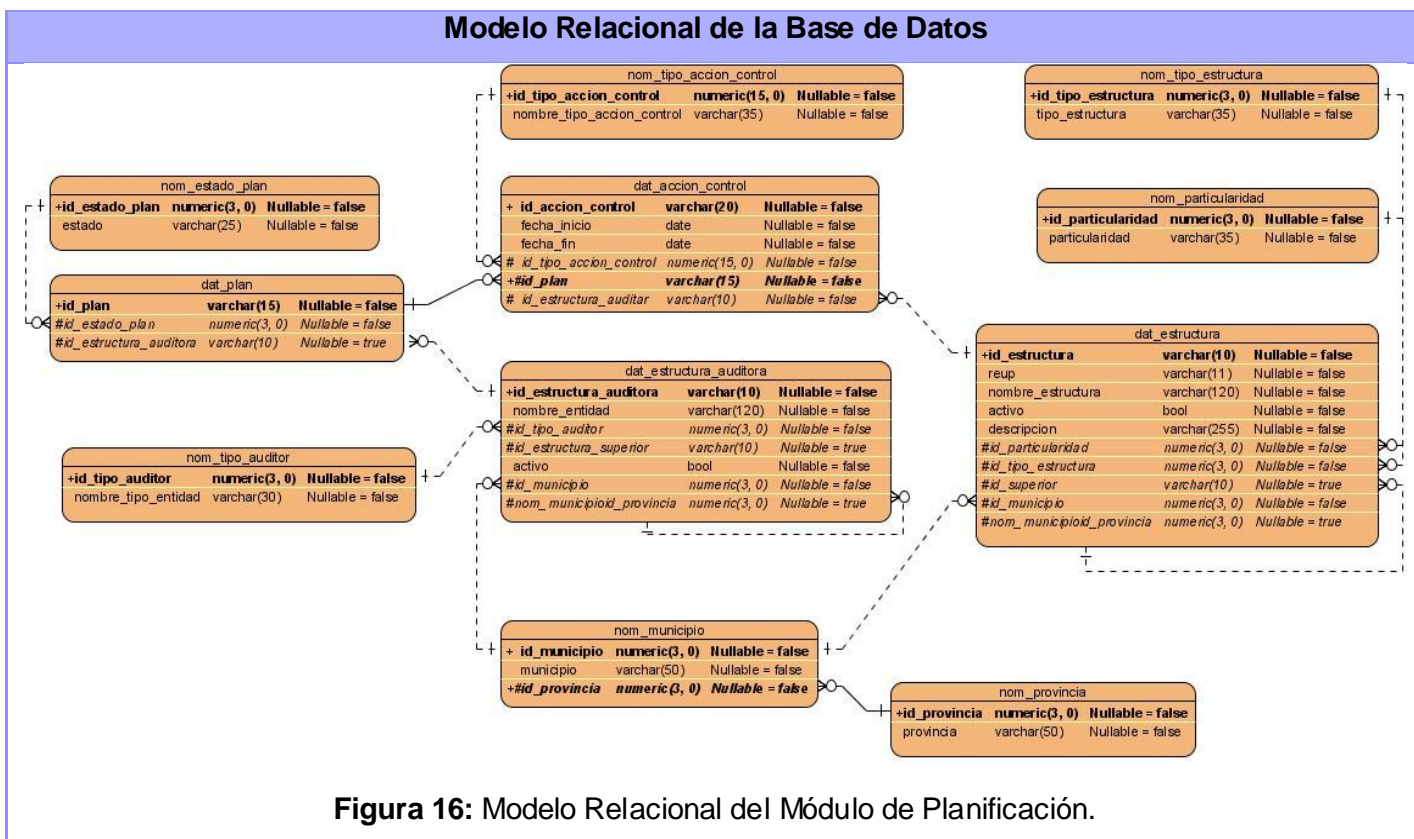 Modelo Relacional de la Base de Datos
nom_tipo_accion_control
+id_tipo_accion_control numeric(15, 0) Nullable = false
nombre_tipo_accion_control varchar(35) Nullable = false
nom_tipo_estructura
+id_tipo_estructura numeric(3, 0) Nullable = false
tipo_estructura varchar(35) Nullable = false
nom_estado_plan
+id_estado_plan numeric(3, 0) Nullable = false
estado varchar(25) Nullable = false
dat_accion_control
+ id_accion_control varchar(20) Nullable = false
fecha_inicio date Nullable = false
fecha_fin date Nullable = false
# id_tipo_accion_control numeric(15, 0) Nullable = false
+#id_plan varchar(15) Nullable = false
# id_estructura_auditar varchar(10) Nullable = false
nom_particularidad
+id_particularidad numeric(3, 0) Nullable = false
particularidad varchar(35) Nullable = false
dat_plan
+id_plan varchar(15) Nullable = false
#id_estado_plan numeric(3, 0) Nullable = false
#id_estructura_auditora varchar(10) Nullable = true
dat_estructura_auditora
+id_estructura_auditora varchar(10) Nullable = false
nombre_entidad varchar(120) Nullable = false
#id_tipo_auditor numeric(3, 0) Nullable = false
#id_estructura_superior varchar(10) Nullable = true
activo bool Nullable = false
#id_municipio numeric(3, 0) Nullable = false
#nom_municipioid_provincia numeric(3, 0) Nullable = true
dat_estructura
+id_estructura varchar(10) Nullable = false
reup varchar(11) Nullable = false
nombre_estructura varchar(120) Nullable = false
activo bool Nullable = false
descripcion varchar(255) Nullable = false
#id_particularidad numeric(3, 0) Nullable = false
#id_tipo_estructura numeric(3, 0) Nullable = false
#id_superior varchar(10) Nullable = true
#id_municipio numeric(3, 0) Nullable = false
#nom_municipioid_provincia numeric(3, 0) Nullable = true
nom_tipo_auditor
+id_tipo_auditor numeric(3, 0) Nullable = false
nombre_tipo_entidad varchar(30) Nullable = false
nom_municipio
+ id_municipio numeric(3, 0) Nullable = false
municipio varchar(50) Nullable = false
+#id_provincia numeric(3, 0) Nullable = false
nom_provincia
+id_provincia numeric(3, 0) Nullable = false
provincia varchar(50) Nullable = false
Figura 16: Modelo Relacional del Módulo de Planificación.